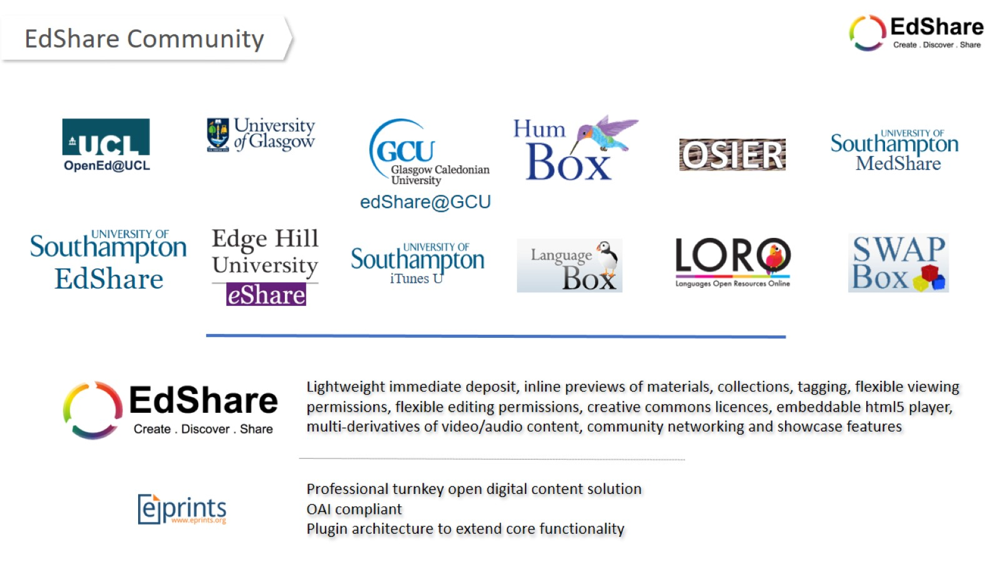 EdShare Community
EdShare
Create . Discover . Share
UCL
OpenEd@UCL
University
of Glasgow
GCU
Glasgow Caledonian
University
edShare@GCU
Hum
Box
OSIER
UNIVERSITY OF
Southampton
MedShare
UNIVERSITY OF
Southampton
EdShare
Edge Hill
University
eShare
UNIVERSITY OF
Southampton
iTunes U
Language
Box
LORO
Languages Open Resources Online
SWAP
Box
EdShare
Create . Discover . Share
Lightweight immediate deposit, inline previews of materials, collections, tagging, flexible viewing
permissions, flexible editing permissions, creative commons licences, embeddable html5 player,
multi-derivatives of video/audio content, community networking and showcase features
eprints
www.eprints.org
Professional turnkey open digital content solution
OAI compliant
Plugin architecture to extend core functionality